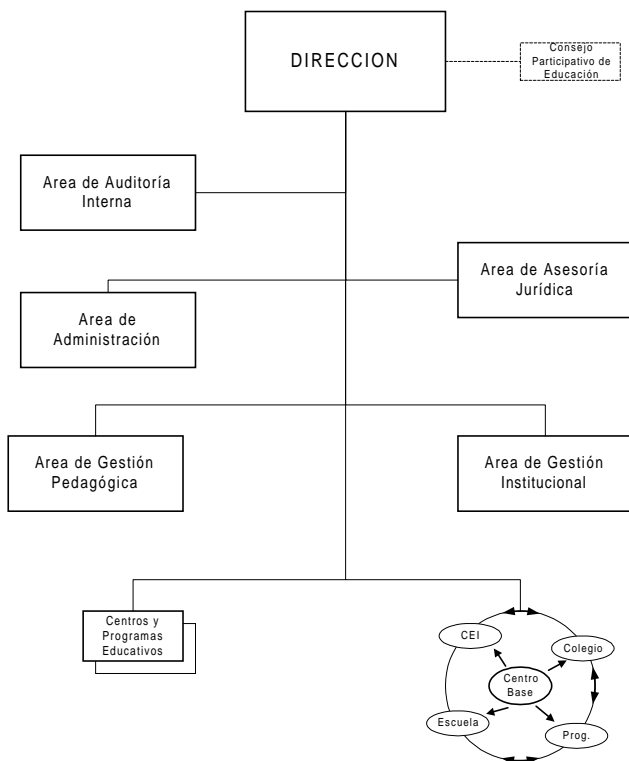 DIRECCION
Consejo
Participativo de
Educación
Area de Auditoría
Interna
Area de Asesoría
Jurídica
Area de
Administración
Area de Gestión
Pedagógica
Area de Gestión
Institucional
Centros y
Programas
Educativos
CEI
Colegio
Centro
Base
Escuela
Prog.